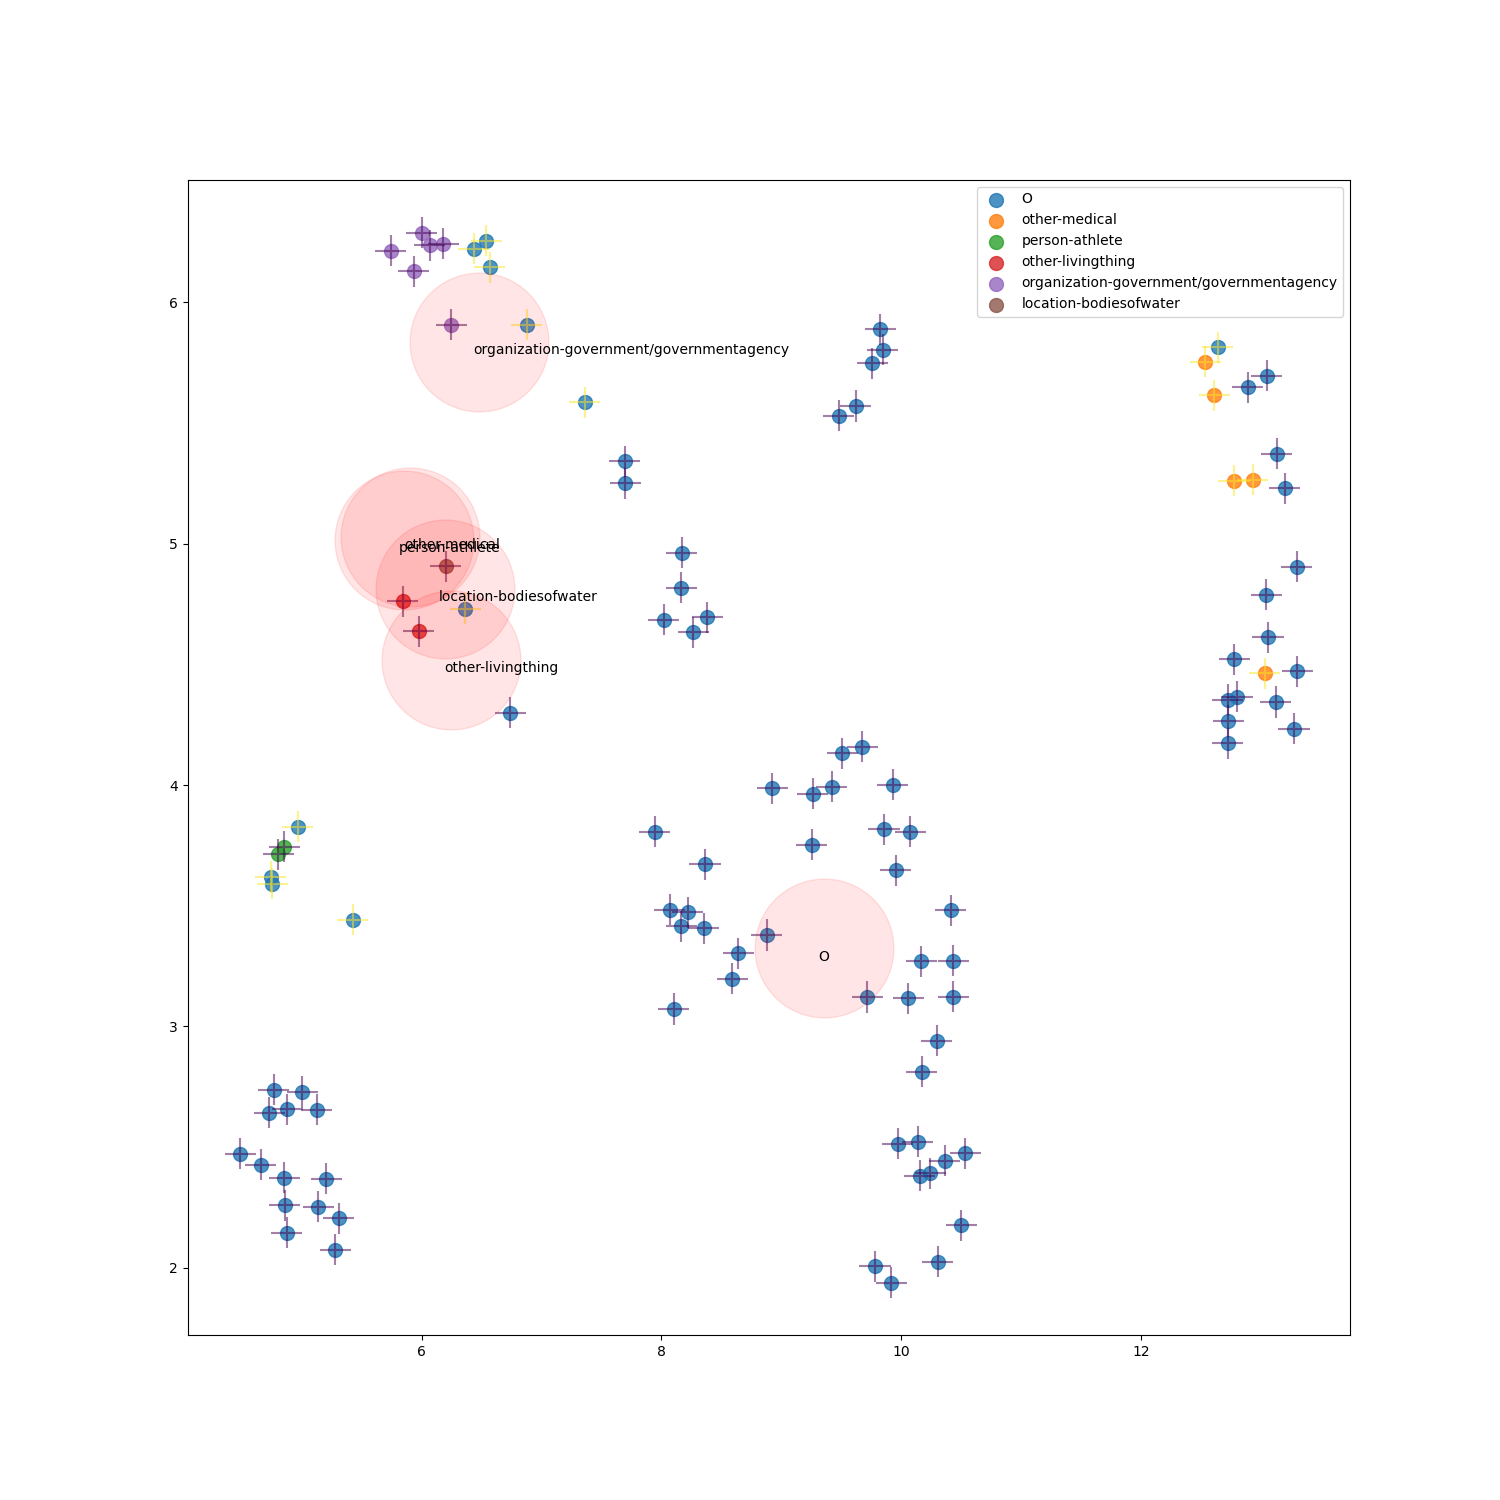 O
other-medical
person-athlete
other-livingthing
organization-government/governmentagency
location-bodiesofwater
6
organization-government/governmentagency
5
other-medical
person-athlete
location-bodiesofwater
other-livingthing
4
O
3
2
6 8 10 12